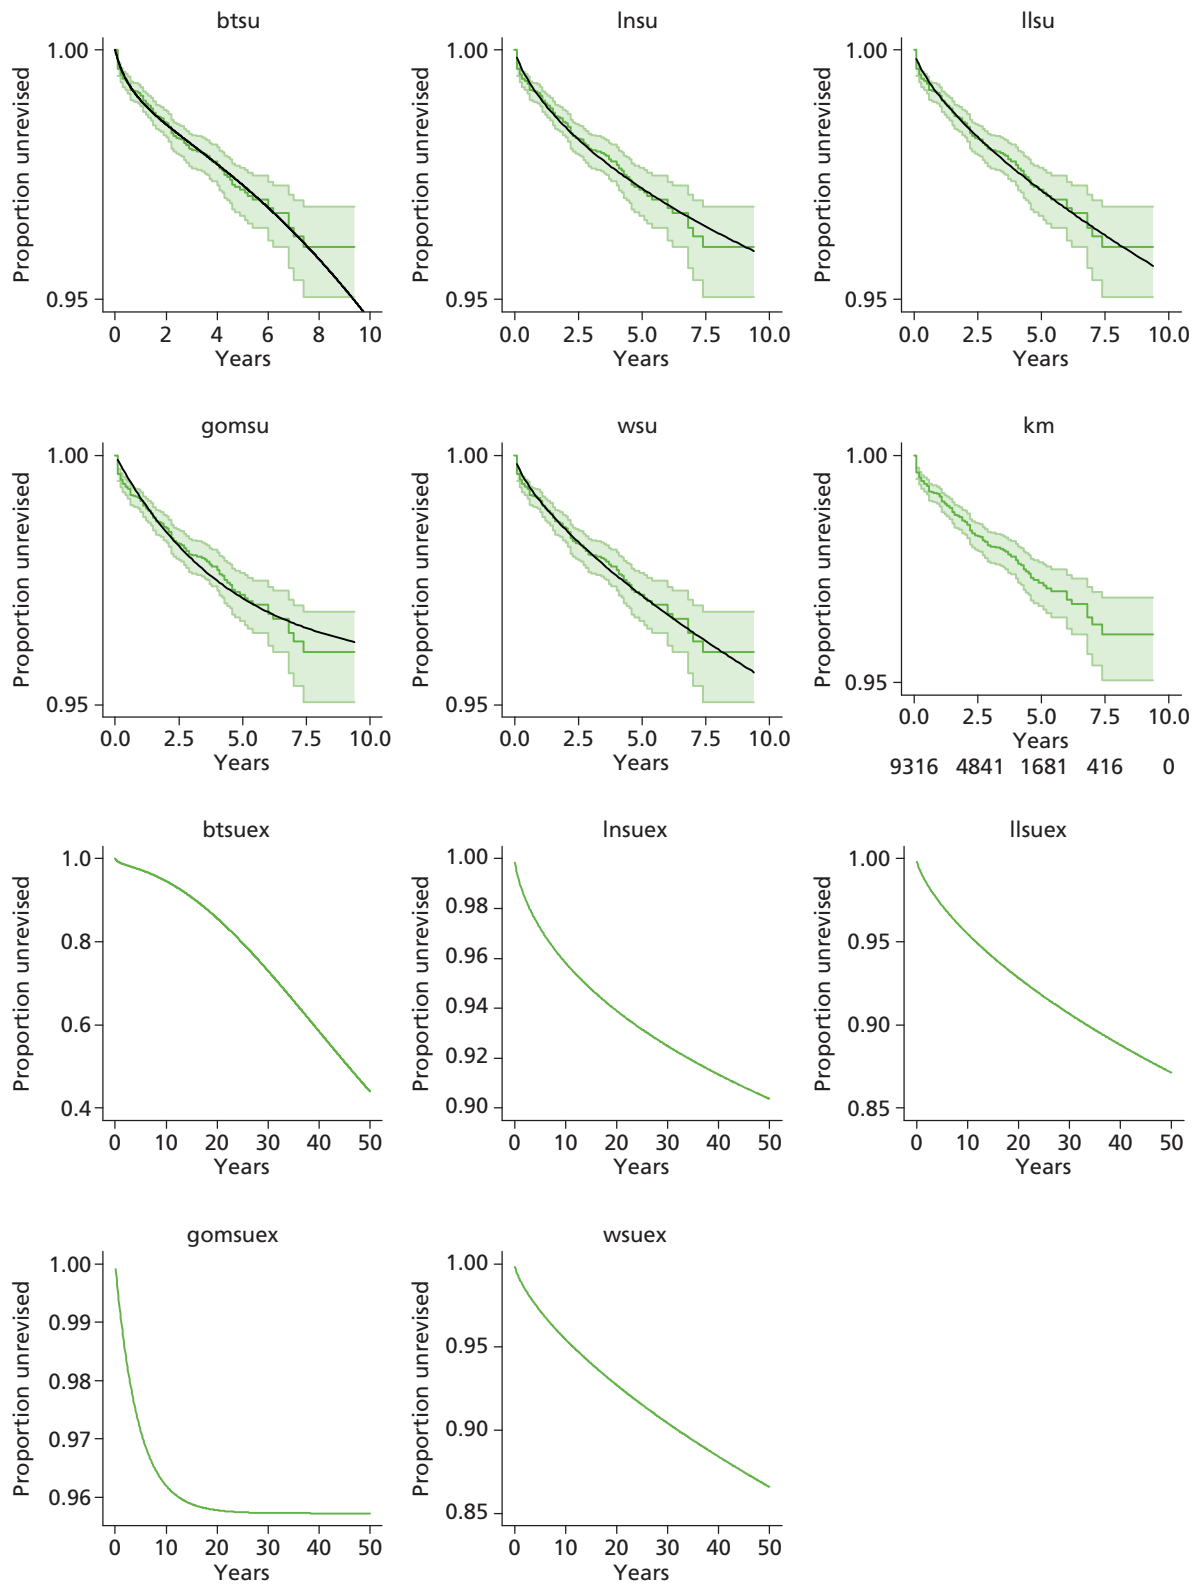 btsu
lnsu
llsu
Proportion unrevised
1.00
0.95
0 2 4 6 8 10
Years
Proportion unrevised
1.00
0.95
0.0 2.5 5.0 7.5 10.0
Years
Proportion unrevised
1.00
0.95
0.0 2.5 5.0 7.5 10.0
Years
gomsu
wsu
km
Proportion unrevised
1.00
0.95
0.0 2.5 5.0 7.5 10.0
Years
Proportion unrevised
1.00
0.95
0.0 2.5 5.0 7.5 10.0
Years
Proportion unrevised
1.00
0.95
0.0 2.5 5.0 7.5 10.0
Years
9316 4841 1681 416 0
btsuex
lnsuex
llsuex
Proportion unrevised
1.0
0.8
0.6
0.4
0 10 20 30 40 50
Years
Proportion unrevised
1.00
0.98
0.96
0.94
0.92
0.90
0 10 20 30 40 50
Years
Proportion unrevised
1.00
0.95
0.90
0.85
0 10 20 30 40 50
Years
gomsuex
wsuex
Proportion unrevised
1.00
0.99
0.98
0.97
0.96
0 10 20 30 40 50
Years
Proportion unrevised
1.00
0.95
0.90
0.85
0 10 20 30 40 50
Years